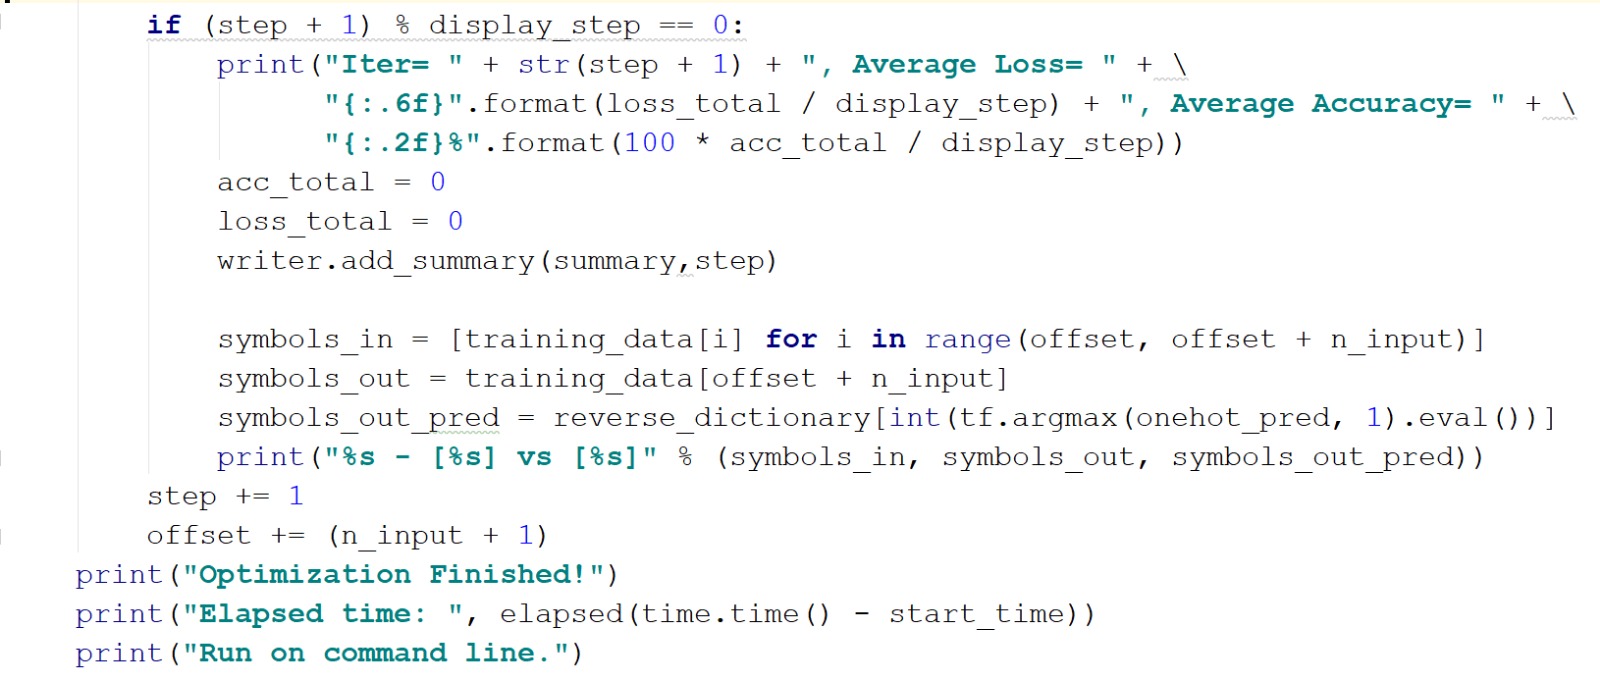 if (step + 1) % display_step == 0:
print("Iter= " + str(step + 1) + ", Average Loss= " + \
"{:.6f}".format(loss_total / display_step) + ", Average Accuracy= " + \
"{:.2f}%".format(100 * acc_total / display_step))
acc_total = 0
loss_total = 0
writer.add_summary(summary,step)
symbols_in = [training_data[i] for i in range(offset, offset + n_input)]
symbols_out = training_data[offset + n_input]
symbols_out_pred = reverse_dictionary[int(tf.argmax(onehot_pred, 1).eval())]
print("%s - [%s] vs [%s]" % (symbols_in, symbols_out, symbols_out_pred))
step += 1
offset += (n_input + 1)
print("Optimization Finished!")
print("Elapsed time: ", elapsed(time.time() - start_time))
print("Run on command line.")